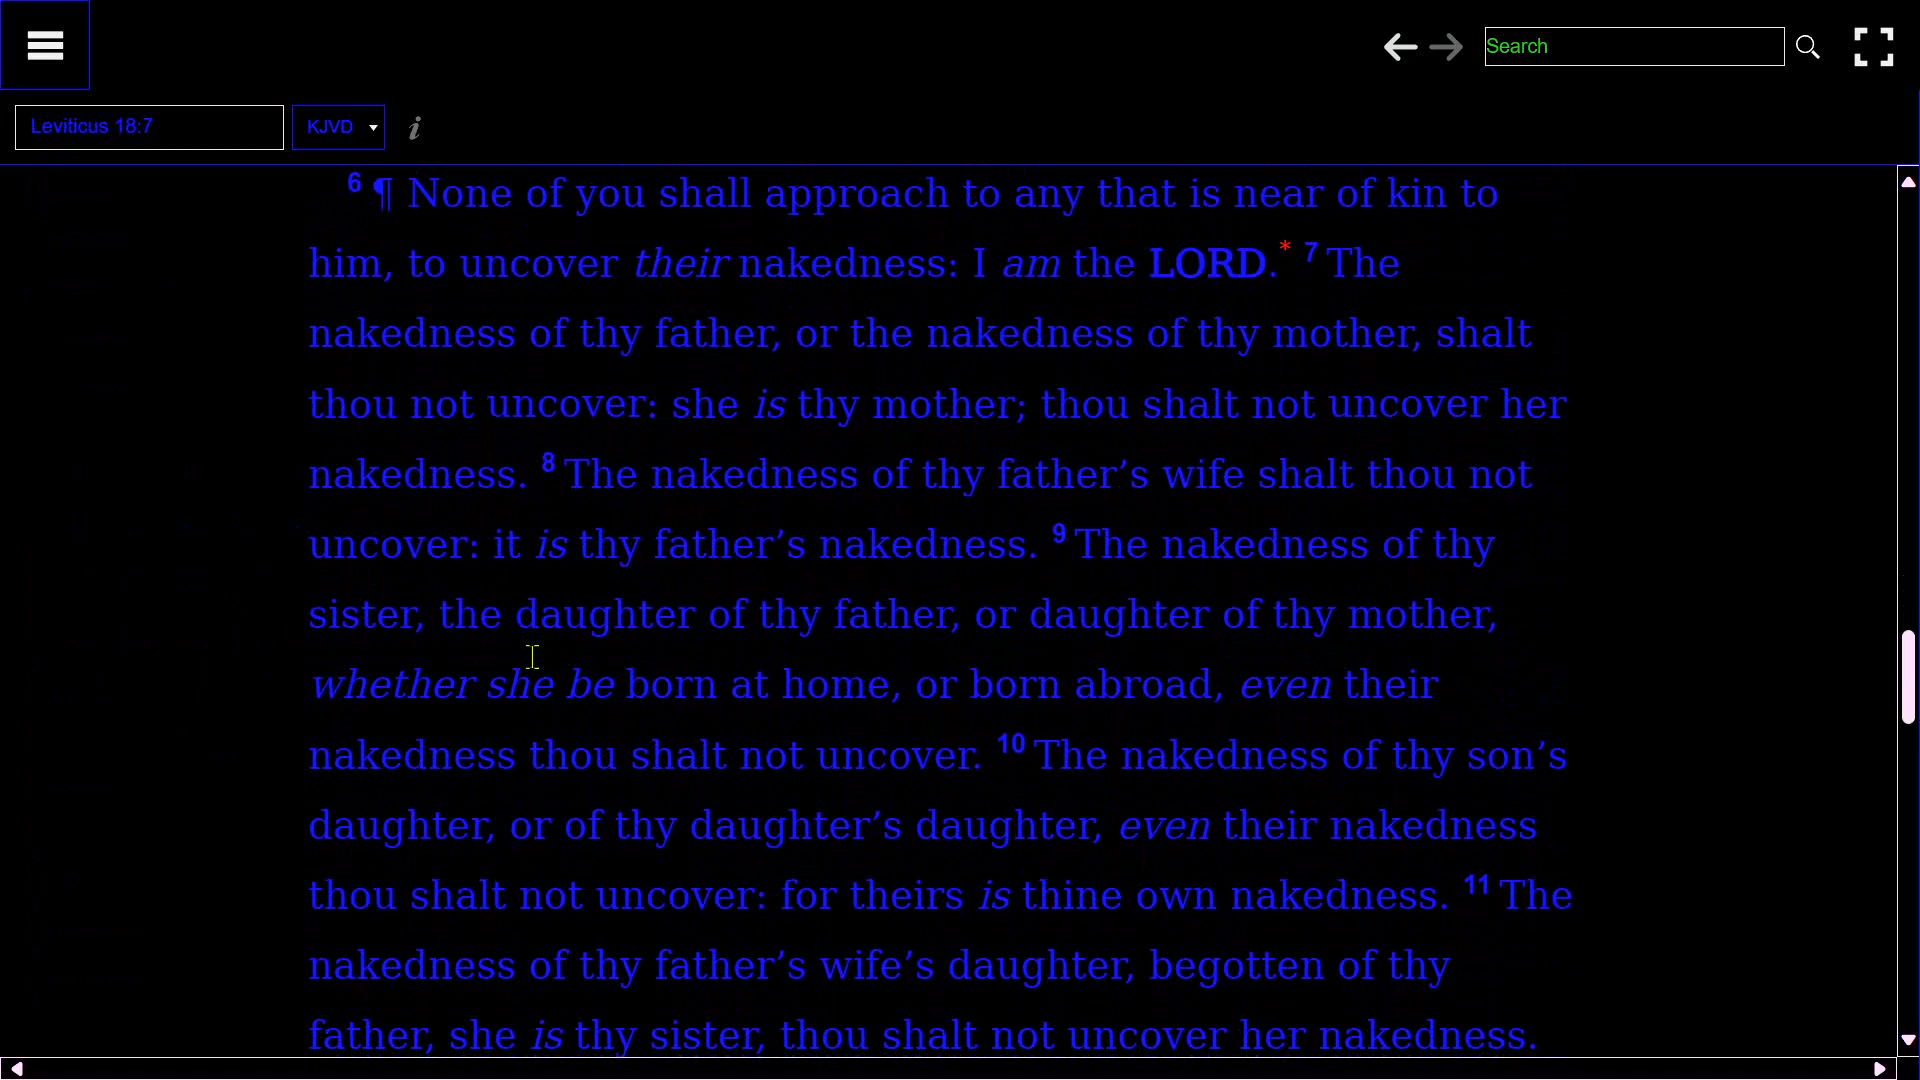 Search
Leviticus 18:7
KJVD
i
6 ¶ None of you shall approach to any that is near of kin to
him, to uncover their nakedness: I am the LORD.* 7 The
nakedness of thy father, or the nakedness of thy mother, shalt
thou not uncover: she is thy mother; thou shalt not uncover her
nakedness. 8 The nakedness of thy father’s wife shalt thou not
uncover: it is thy father’s nakedness. 9 The nakedness of thy
sister, the daughter of thy father, or daughter of thy mother,
whether she be born at home, or born abroad, even their
nakedness thou shalt not uncover. 10 The nakedness of thy son’s
daughter, or of thy daughter’s daughter, even their nakedness
thou shalt not uncover: for theirs is thine own nakedness. 11 The
nakedness of thy father’s wife’s daughter, begotten of thy
father, she is thy sister, thou shalt not uncover her nakedness.